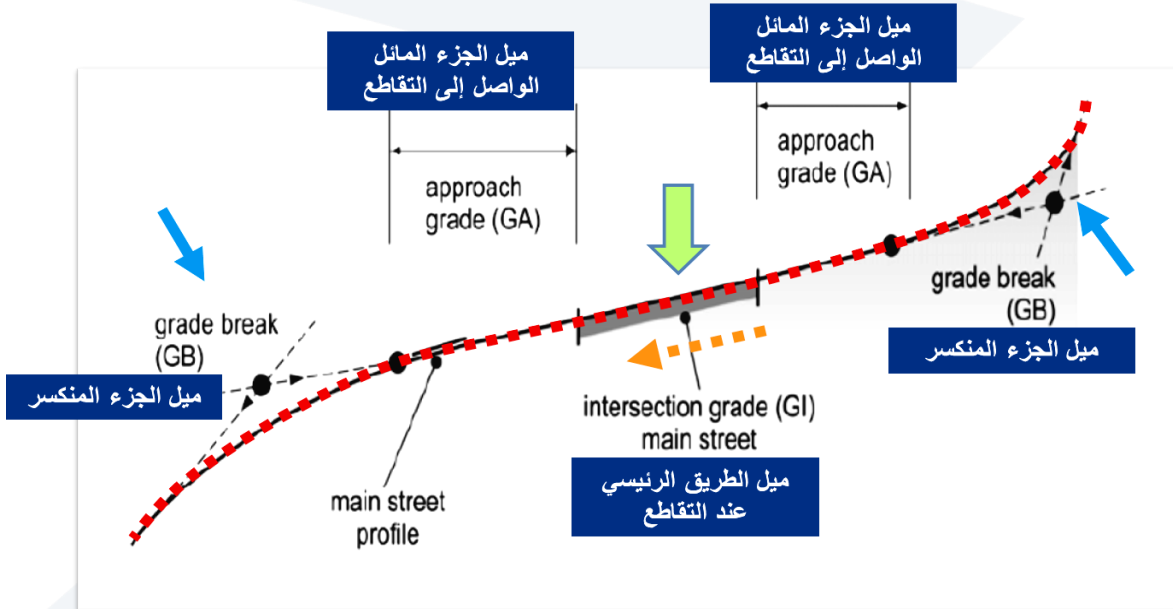 ميل الجزء المائل
الواصل إلى التقاطع
ميل الجزء المائل
الواصل إلى التقاطع
approach
grade (GA)
approach
grade (GA)
grade break
(GB)
ميل الجزء المنكسر
grade break
(GB)
ميل الجزء المنكسر
intersection grade (GI)
main street
ميل الطريق الرئيسي
عند التقاطع
main street
profile